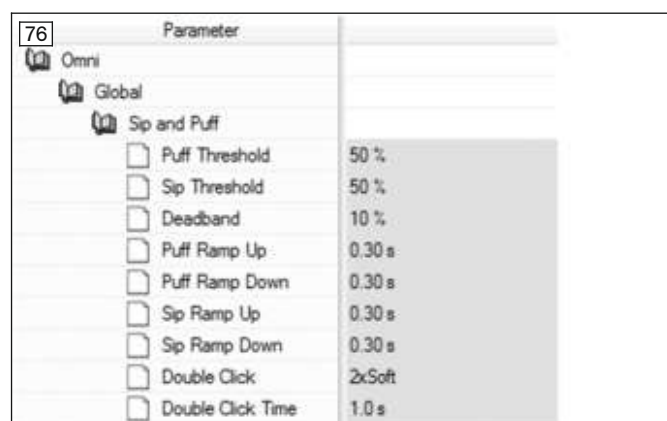 76 Parameter
Omni
Global
Sip and Puff
Puff Threshold 50 %
Sip Threshold 50 %
Deadband 10 %
Puff Ramp Up 0.30 s
Puff Ramp Down 0.30 s
Sip Ramp Up 0.30 s
Sip Ramp Down 0.30 s
Double Click 2xSoft
Double Click Time 1.0 s